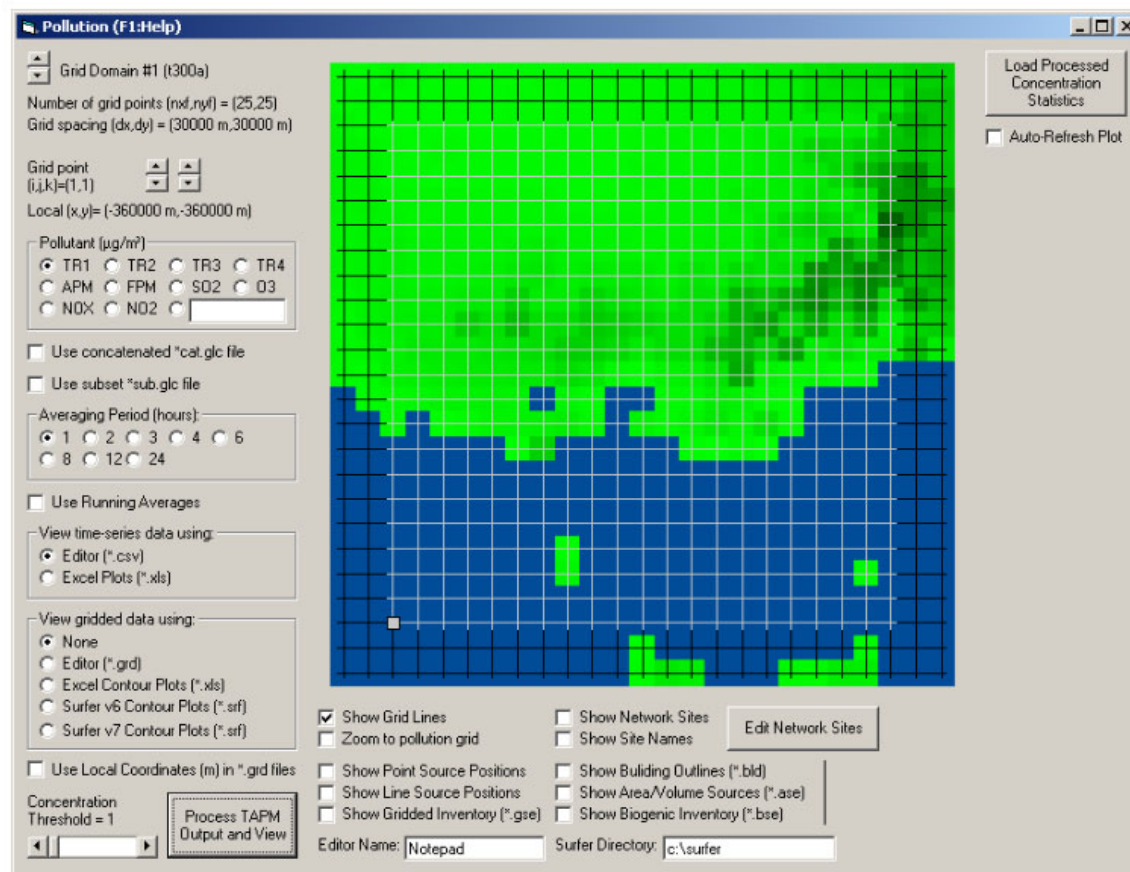 Pollution (F1:Help)
Grid Domain #1 (t300a)
Number of grid points (nxf,nyf) = (25,25)
Grid spacing (dx,dy) = (30000 m,30000 m)
Grid point
(i,j,k)=(1,1)
Local (x,y)= (-360000 m,-360000 m)
Pollutant (µg/m³)
TR1 TR2 TR3 TR4
APM FPM SO2 O3
NOX NO2
Use concatenated *cat.glc file
Use subset *sub.glc file
Averaging Period (hours):
1 2 3 4 6
8 12 24
Use Running Averages
View time-series data using:
Editor (*.csv)
Excel Plots (*.xls)
View gridded data using:
None
Editor (*.grd)
Excel Contour Plots (*.xls)
Surfer v6 Contour Plots (*.srf)
Surfer v7 Contour Plots (*.srf)
Use Local Coordinates (m) in *.grd files
Concentration
Threshold = 1
Process TAPM
Output and View
Load Processed
Concentration
Statistics
Auto-Refresh Plot
Show Grid Lines
Zoom to pollution grid
Show Network Sites
Show Site Names
Edit Network Sites
Show Point Source Positions
Show Line Source Positions
Show Gridded Inventory (*.gse)
Show Buliding Outlines (*.bld)
Show Area/Volume Sources (*.ase)
Show Biogenic Inventory (*.bse)
Editor Name: Notepad
Surfer Directory: c:\surfer